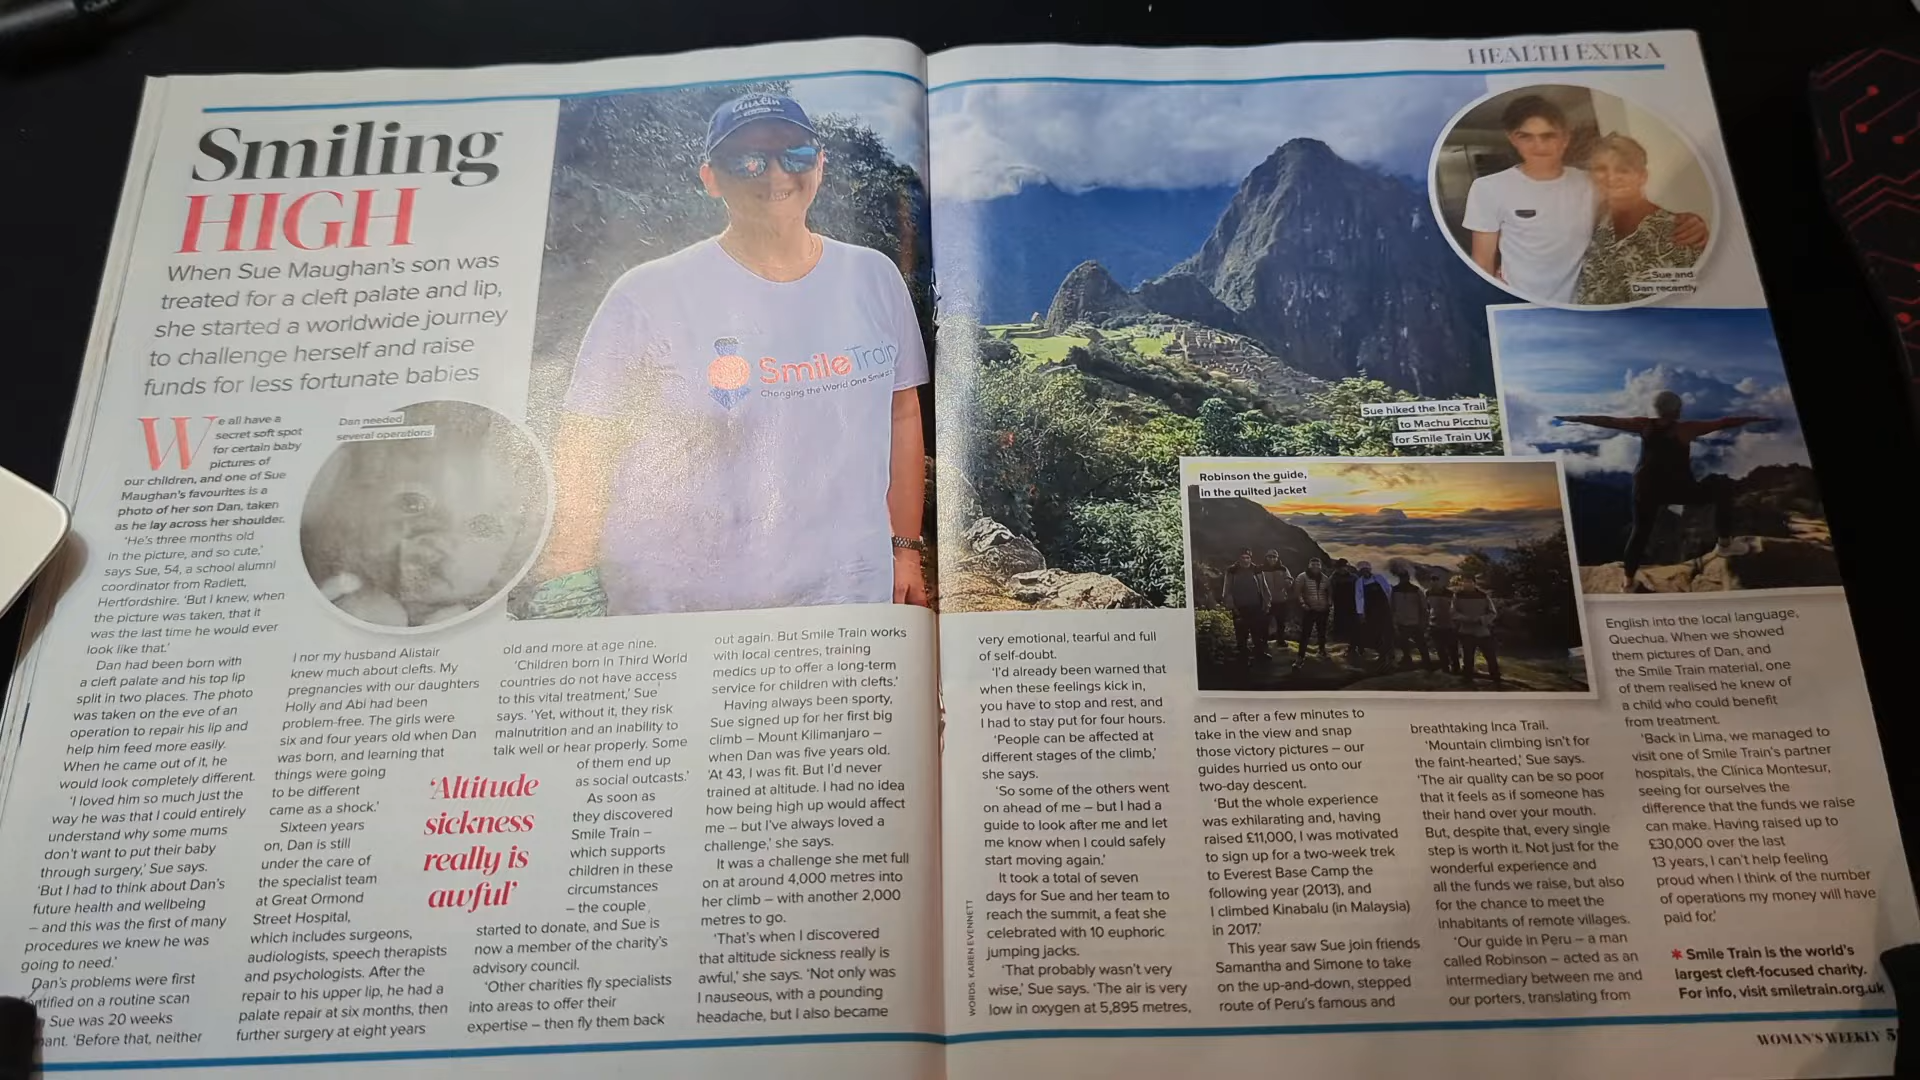 HEALTH EXTRA
Smiling
HIGH
When Sue Maughan's son was
treated for a cleft palate and lip,
she started a worldwide journey
to challenge herself and raise
funds for less fortunate babies
We all have a
secret soft spot
for certain baby
pictures of
our children, and one of Sue
Maughan's favourites is a
photo of her son Dan, taken
as he lay across her shoulder.
'He's three months old
in the picture, and so cute,'
says Sue, 54, a school alumni
coordinator from Radlett,
Hertfordshire. 'But I knew, when
the picture was taken, that it
was the last time he would ever
look like that.'
Dan had been born with
a cleft palate and his top lip
split in two places. The photo
was taken on the eve of an
operation to repair his lip and
help him feed more easily.
When he came out of it, he
would look completely different.
'I loved him so much just the
way he was that I could entirely
understand why some mums
don't want to put their baby
through surgery,' Sue says.
'But I had to think about Dan's
future health and wellbeing
– and this was the first of many
procedures we knew he was
going to need.'
Dan's problems were first
ntified on a routine scan
Sue was 20 weeks
ant. 'Before that, neither
Dan needed
several operations
I nor my husband Alistair
knew much about clefts. My
pregnancies with our daughters
Holly and Abi had been
problem-free. The girls were
six and four years old when Dan
was born, and learning that
things were going
to be different
came as a shock.'
Sixteen years
on, Dan is still
under the care of
the specialist team
at Great Ormond
Street Hospital,
which includes surgeons,
audiologists, speech therapists
and psychologists. After the
repair to his upper lip, he had a
palate repair at six months, then
further surgery at eight years
'Altitude
sickness
really is
awful'
old and more at age nine.
'Children born in Third World
countries do not have access
to this vital treatment,' Sue
says. 'Yet, without it, they risk
malnutrition and an inability to
talk well or hear properly. Some
of them end up
as social outcasts.'
As soon as
they discovered
Smile Train –
which supports
children in these
circumstances
– the couple
started to donate, and Sue is
now a member of the charity's
advisory council.
'Other charities fly specialists
into areas to offer their
expertise – then fly them back
out again. But Smile Train works
with local centres, training
medics up to offer a long-term
service for children with clefts.'
Having always been sporty,
Sue signed up for her first big
climb – Mount Kilimanjaro –
when Dan was five years old.
'At 43, I was fit. But I'd never
trained at altitude. I had no idea
how being high up would affect
me – but I've always loved a
challenge,' she says.
It was a challenge she met full
on at around 4,000 metres into
her climb – with another 2,000
metres to go.
'That's when I discovered
that altitude sickness really is
awful,' she says. 'Not only was
I nauseous, with a pounding
headache, but I also became
Austin
SmileTrain
Changing the World One Smile
Sue and
Dan recently
Sue hiked the Inca Trail
to Machu Picchu
for Smile Train UK
Robinson the guide,
in the quilted jacket
very emotional, tearful and full
of self-doubt.
'I'd already been warned that
when these feelings kick in,
you have to stop and rest, and
I had to stay put for four hours.
'People can be affected at
different stages of the climb,'
she says.
'So some of the others went
on ahead of me – but I had a
guide to look after me and let
me know when I could safely
start moving again.'
It took a total of seven
days for Sue and her team to
reach the summit, a feat she
celebrated with 10 euphoric
jumping jacks.
'That probably wasn't very
wise,' Sue says. 'The air is very
low in oxygen at 5,895 metres,
WORDS: KAREN EVENNETT
and – after a few minutes to
take in the view and snap
those victory pictures – our
guides hurried us onto our
two-day descent.
'But the whole experience
was exhilarating and, having
raised £11,000, I was motivated
to sign up for a two-week trek
to Everest Base Camp the
following year (2013), and
I climbed Kinabalu (in Malaysia)
in 2017.'
This year saw Sue join friends
Samantha and Simone to take
on the up-and-down, stepped
route of Peru's famous and
breathtaking Inca Trail.
'Mountain climbing isn't for
the faint-hearted,' Sue says.
'The air quality can be so poor
that it feels as if someone has
their hand over your mouth.
But, despite that, every single
step is worth it. Not just for the
wonderful experience and
all the funds we raise, but also
for the chance to meet the
inhabitants of remote villages.
'Our guide in Peru – a man
called Robinson – acted as an
intermediary between me and
our porters, translating from
English into the local language,
Quechua. When we showed
them pictures of Dan, and
the Smile Train material, one
of them realised he knew of
a child who could benefit
from treatment.
'Back in Lima, we managed to
visit one of Smile Train's partner
hospitals, the Clínica Montesur,
seeing for ourselves the
difference that the funds we raise
can make. Having raised up to
£30,000 over the last
13 years, I can't help feeling
proud when I think of the number
of operations my money will have
paid for.'
* Smile Train is the world's
largest cleft-focused charity.
For info, visit smiletrain.org.uk
WOMAN'S WEEKLY